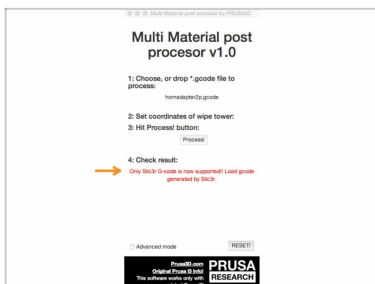 Multi Material post procesor by PRUSA3D
Multi Material post
procesor v1.0
1: Choose, or drop *.gcode file to
process:
hornadapter2p.gcode
2: Set coordinates of wipe tower:
3: Hit Process! button:
Process!
4: Check result:
Only Slic3r G-code is now supported!! Load gcode
generated by Slic3r.
Advanced mode
RESET!
Prusa3D.com
Original Prusa i3 info!
This software works only with
PRUSA
RESEARCH